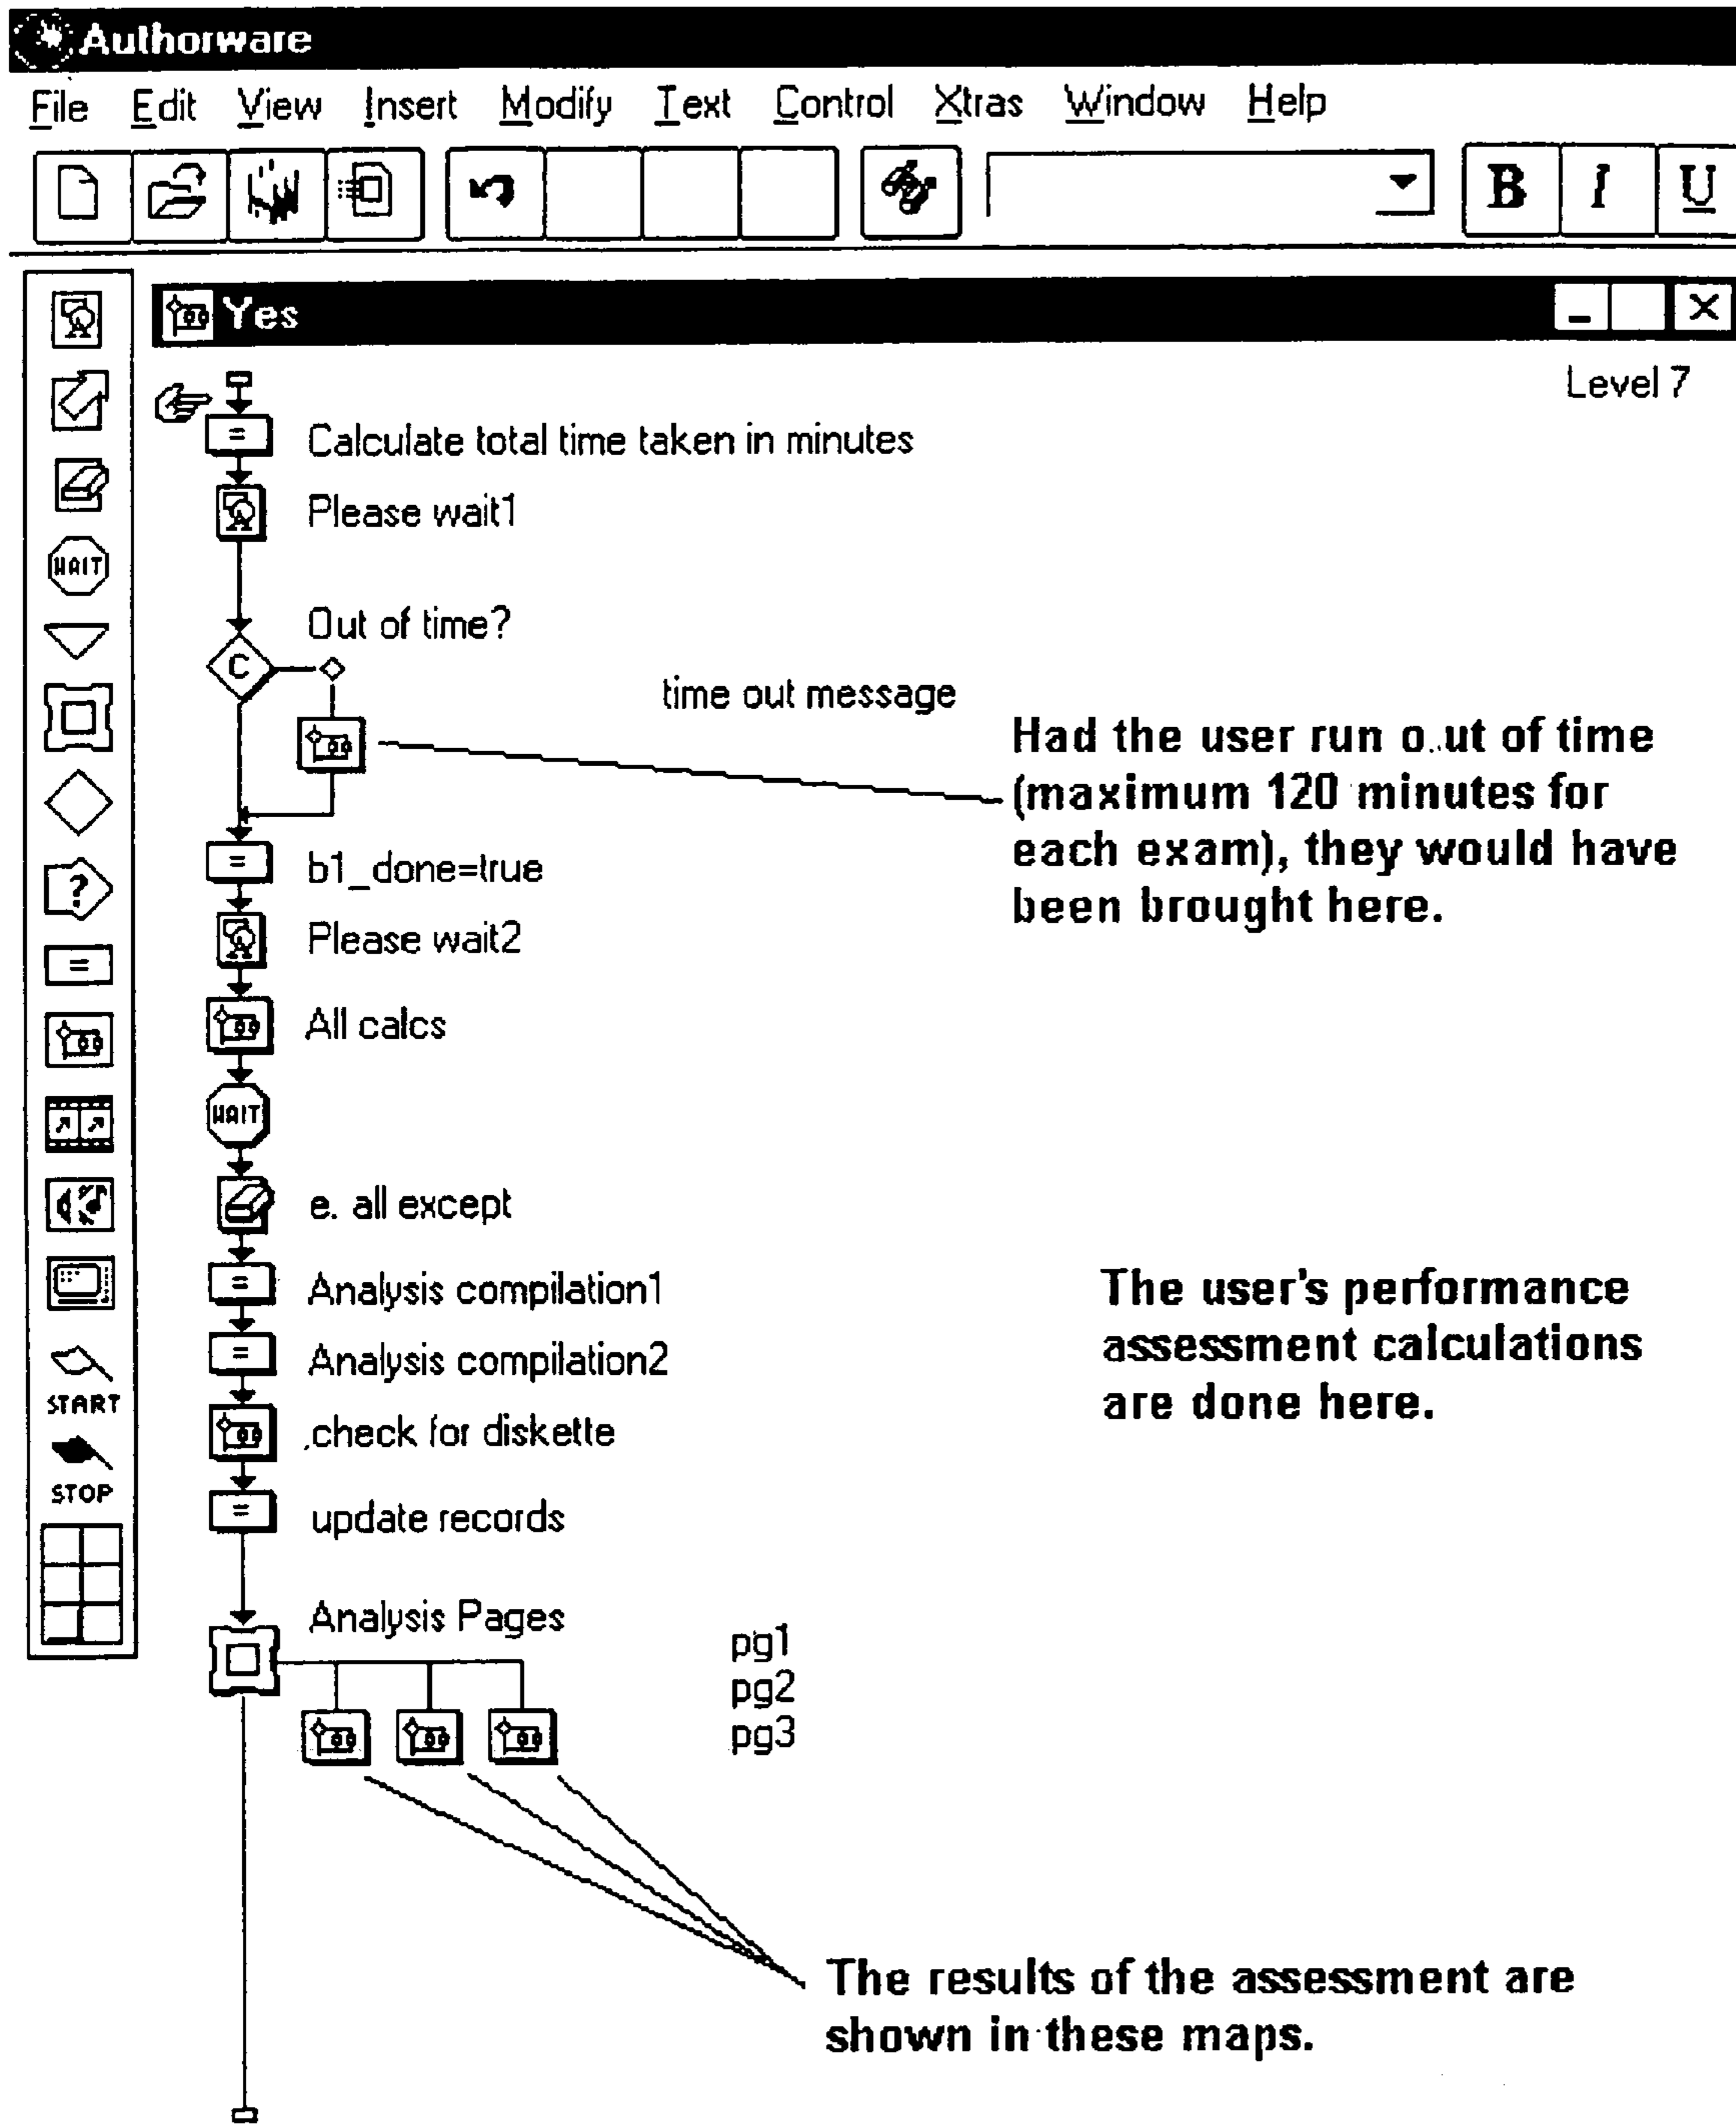 Authorware
File Edit View Insert Modify Text Control Xtras Window Help
B I U
Yes
Level 7
Calculate total time taken in minutes
Please wait1
WAIT
Out of time?
C
time out message
Had the user run o..ut of time
(maximum 120 minutes for
each exam), they would have
been brought here.
?
=
b1_done=true
=
Please wait2
=
All calcs
WAIT
e. all except
=
Analysis compilation1
=
Analysis compilation2
The user's performance
assessment calculations
are done here.
START
check for diskette
STOP
=
update records
Analysis Pages
pg1
pg2
pg3
The results of the assessment are
shown in these maps.